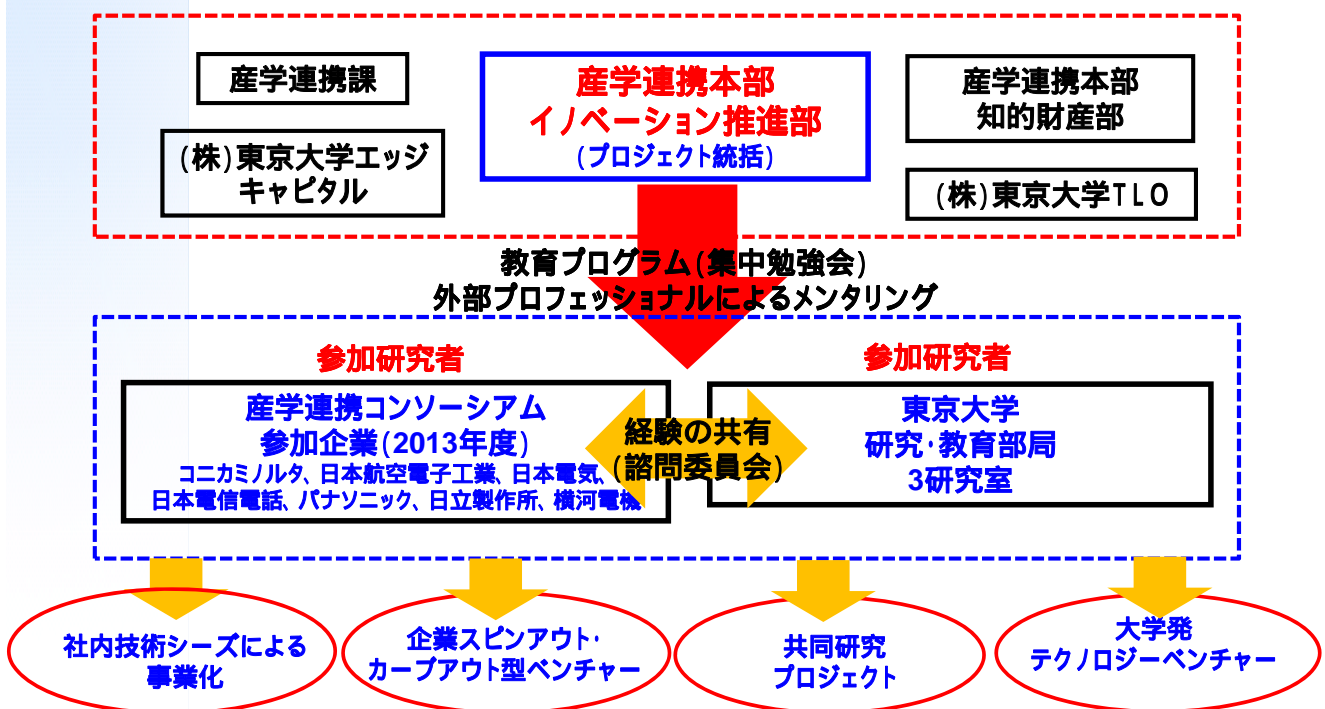 産学連携課
(株)東京大学エッジ
キャピタル
産学連携本部
イノベーション推進部
(プロジェクト統括)
産学連携本部
知的財産部
(株)東京大学TLO
教育プログラム(集中勉強会)
外部プロフェッショナルによるメンタリング
参加研究者
産学連携コンソーシアム
参加企業(2013年度)
コニカミノルタ、日本航空電子工業、日本電気、
日本電信電話、パナソニック、日立製作所、横河電機
経験の共有
(諮問委員会)
参加研究者
東京大学
研究・教育部局
3研究室
社内技術シーズによる
事業化
企業スピンアウト・
カーブアウト型ベンチャー
共同研究
プロジェクト
大学発
テクノロジーベンチャー